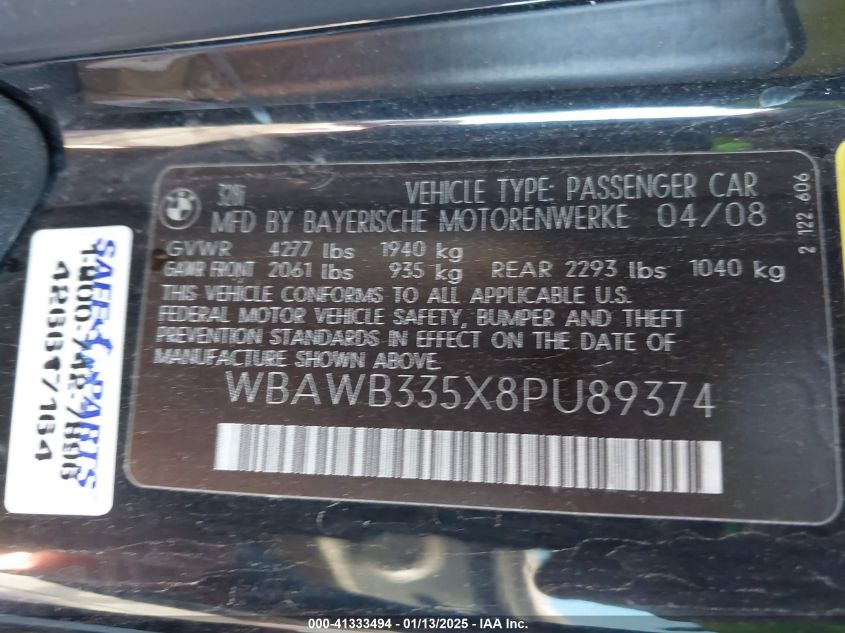 BMW
328i VEHICLE TYPE: PASSENGER CAR
MFD BY BAYERISCHE MOTORENWERKE 04/08
GVWR 4277 lbs 1940 kg
GAWR FRONT 2061 lbs 935 kg REAR 2293 lbs 1040 kg
THIS VEHICLE CONFORMS TO ALL APPLICABLE U.S.
FEDERAL MOTOR VEHICLE SAFETY, BUMPER AND THEFT
PREVENTION STANDARDS IN EFFECT ON THE DATE OF
MANUFACTURE SHOWN ABOVE.
WBAWB335X8PU89374
2 122 606
PARTS
000-41333494 - 01/13/2025 - IAA Inc.